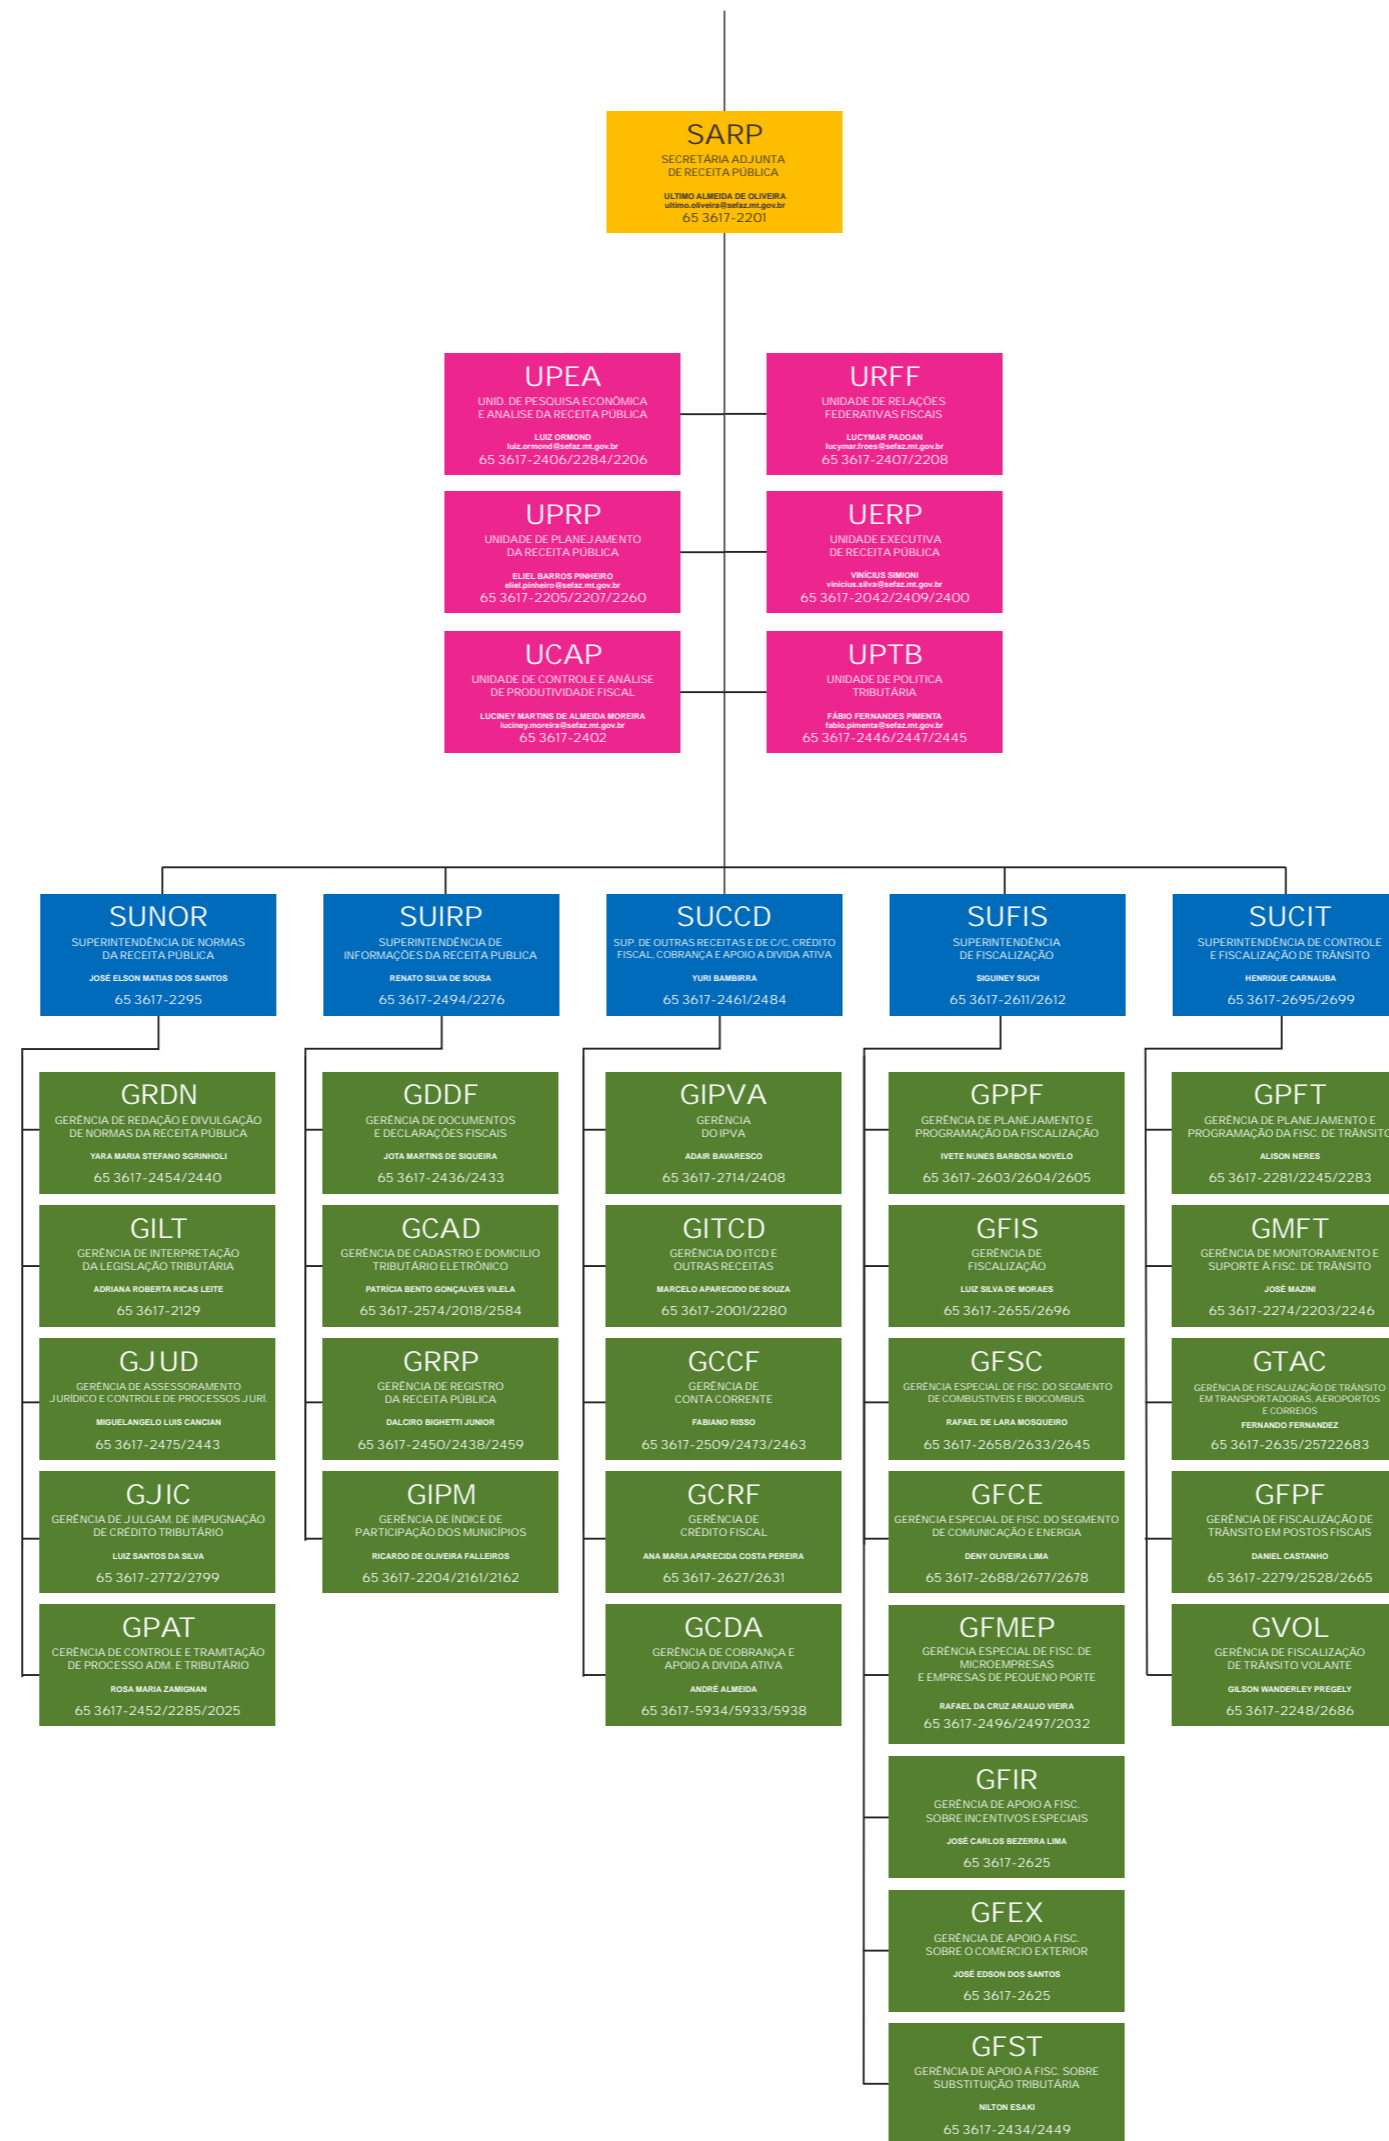 SARP
SECRETÁRIA ADJUNTA
DE RECEITA PÚBLICA
ULTIMO ALMEIDA DE OLIVEIRA
ultimo.oliveira@sefaz.mt.gov.br
65 3617-2201
UPEA
UNID. DE PESQUISA ECONÔMICA
E ANALISE DA RECEITA PÚBLICA
LUIZ ORMOND
luiz.ormond@sefaz.mt.gov.br
65 3617-2406/2284/2206
URFF
UNIDADE DE RELAÇÕES
FEDERATIVAS FISCAIS
LUCYMAR PADOAN
lucymar.froes@sefaz.mt.gov.br
65 3617-2407/2208
UPRP
UNIDADE DE PLANEJAMENTO
DA RECEITA PÚBLICA
ELIEL BARROS PINHEIRO
eliel.pinheiro@sefaz.mt.gov.br
65 3617-2205/2207/2260
UERP
UNIDADE EXECUTIVA
DE RECEITA PÚBLICA
VINÍCIUS SIMIONI
vinicius.silva@sefaz.mt.gov.br
65 3617-2042/2409/2400
UCAP
UNIDADE DE CONTROLE E ANÁLISE
DE PRODUTIVIDADE FISCAL
LUCINEY MARTINS DE ALMEIDA MOREIRA
luciney.moreira@sefaz.mt.gov.br
65 3617-2402
UPTB
UNIDADE DE POLITICA
TRIBUTÁRIA
FÁBIO FERNANDES PIMENTA
fabio.pimenta@sefaz.mt.gov.br
65 3617-2446/2447/2445
SUNOR
SUPERINTENDÊNCIA DE NORMAS
DA RECEITA PÚBLICA
JOSÉ ELSON MATIAS DOS SANTOS
65 3617-2295
SUIRP
SUPERINTENDÊNCIA DE
INFORMAÇÕES DA RECEITA PUBLICA
RENATO SILVA DE SOUSA
65 3617-2494/2276
SUCCD
SUP. DE OUTRAS RECEITAS E DE C/C, CRÉDITO
FISCAL, COBRANÇA E APOIO A DIVIDA ATIVA
YURI BAMBIRRA
65 3617-2461/2484
SUFIS
SUPERINTENDÊNCIA
DE FISCALIZAÇÃO
SIGUINEY SUCH
65 3617-2611/2612
SUCIT
SUPERINTENDÊNCIA DE CONTROLE
E FISCALIZAÇÃO DE TRÂNSITO
HENRIQUE CARNAUBA
65 3617-2695/2699
GRDN
GERÊNCIA DE REDAÇÃO E DIVULGAÇÃO
DE NORMAS DA RECEITA PÚBLICA
YARA MARIA STEFANO SGRINHOLI
65 3617-2454/2440
GILT
GERÊNCIA DE INTERPRETAÇÃO
DA LEGISLAÇÃO TRIBUTÁRIA
ADRIANA ROBERTA RICAS LEITE
65 3617-2129
GJUD
GERÊNCIA DE ASSESSORAMENTO
JURÍDICO E CONTROLE DE PROCESSOS JURÍ.
MIGUELANGELO LUIS CANCIAN
65 3617-2475/2443
GJIC
GERÊNCIA DE JULGAM. DE IMPUGNAÇÃO
DE CRÉDITO TRIBUTÁRIO
LUIZ SANTOS DA SILVA
65 3617-2772/2799
GPAT
CERÊNCIA DE CONTROLE E TRAMITAÇÃO
DE PROCESSO ADM. E TRIBUTÁRIO
ROSA MARIA ZAMIGNAN
65 3617-2452/2285/2025
GDDF
GERÊNCIA DE DOCUMENTOS
E DECLARAÇÕES FISCAIS
JOTA MARTINS DE SIQUEIRA
65 3617-2436/2433
GCAD
GERÊNCIA DE CADASTRO E DOMICILIO
TRIBUTÁRIO ELETRÔNICO
PATRÍCIA BENTO GONÇALVES VILELA
65 3617-2574/2018/2584
GRRP
GERÊNCIA DE REGISTRO
DA RECEITA PÚBLICA
DALCIRO BIGHETTI JUNIOR
65 3617-2450/2438/2459
GIPM
GERÊNCIA DE ÍNDICE DE
PARTICIPAÇÃO DOS MUNICÍPIOS
RICARDO DE OLIVEIRA FALLEIROS
65 3617-2204/2161/2162
GIPVA
GERÊNCIA
DO IPVA
ADAIR BAVARESCO
65 3617-2714/2408
GITCD
GERÊNCIA DO ITCD E
OUTRAS RECEITAS
MARCELO APARECIDO DE SOUZA
65 3617-2001/2280
GCCF
GERÊNCIA DE
CONTA CORRENTE
FABIANO RISSO
65 3617-2509/2473/2463
GCRF
GERÊNCIA DE
CRÉDITO FISCAL
ANA MARIA APARECIDA COSTA PEREIRA
65 3617-2627/2631
GCDA
GERÊNCIA DE COBRANÇA E
APOIO A DIVIDA ATIVA
ANDRÉ ALMEIDA
65 3617-5934/5933/5938
GPPF
GERÊNCIA DE PLANEJAMENTO E
PROGRAMAÇÃO DA FISCALIZAÇÃO
IVETE NUNES BARBOSA NOVELO
65 3617-2603/2604/2605
GFIS
GERÊNCIA DE
FISCALIZAÇÃO
LUIZ SILVA DE MORAES
65 3617-2655/2696
GFSC
GERÊNCIA ESPECIAL DE FISC. DO SEGMENTO
DE COMBUSTIVEIS E BIOCOMBUS.
RAFAEL DE LARA MOSQUEIRO
65 3617-2658/2633/2645
GFCE
GERÊNCIA ESPECIAL DE FISC. DO SEGMENTO
DE COMUNICAÇÃO E ENERGIA
DENY OLIVEIRA LIMA
65 3617-2688/2677/2678
GFMEP
GERÊNCIA ESPECIAL DE FISC. DE
MICROEMPRESAS
E EMPRESAS DE PEQUENO PORTE
RAFAEL DA CRUZ ARAUJO VIEIRA
65 3617-2496/2497/2032
GFIR
GERÊNCIA DE APOIO A FISC.
SOBRE INCENTIVOS ESPECIAIS
JOSÉ CARLOS BEZERRA LIMA
65 3617-2625
GFEX
GERÊNCIA DE APOIO A FISC.
SOBRE O COMÉRCIO EXTERIOR
JOSÉ EDSON DOS SANTOS
65 3617-2625
GFST
GERÊNCIA DE APOIO A FISC. SOBRE
SUBSTITUIÇÃO TRIBUTÁRIA
NILTON ESAKI
65 3617-2434/2449
GPFT
GERÊNCIA DE PLANEJAMENTO E
PROGRAMAÇÃO DA FISC. DE TRÂNSITO
ALISON NERES
65 3617-2281/2245/2283
GMFT
GERÊNCIA DE MONITORAMENTO E
SUPORTE À FISC. DE TRÂNSITO
JOSÉ MAZINI
65 3617-2274/2203/2246
GTAC
GERÊNCIA DE FISCALIZAÇÃO DE TRÂNSITO
EM TRANSPORTADORAS, AEROPORTOS
E CORREIOS
FERNANDO FERNANDEZ
65 3617-2635/25722683
GFPF
GERÊNCIA DE FISCALIZAÇÃO DE
TRÂNSITO EM POSTOS FISCAIS
DANIEL CASTANHO
65 3617-2279/2528/2665
GVOL
GERÊNCIA DE FISCALIZAÇÃO
DE TRÂNSITO VOLANTE
GILSON WANDERLEY PREGELY
65 3617-2248/2686